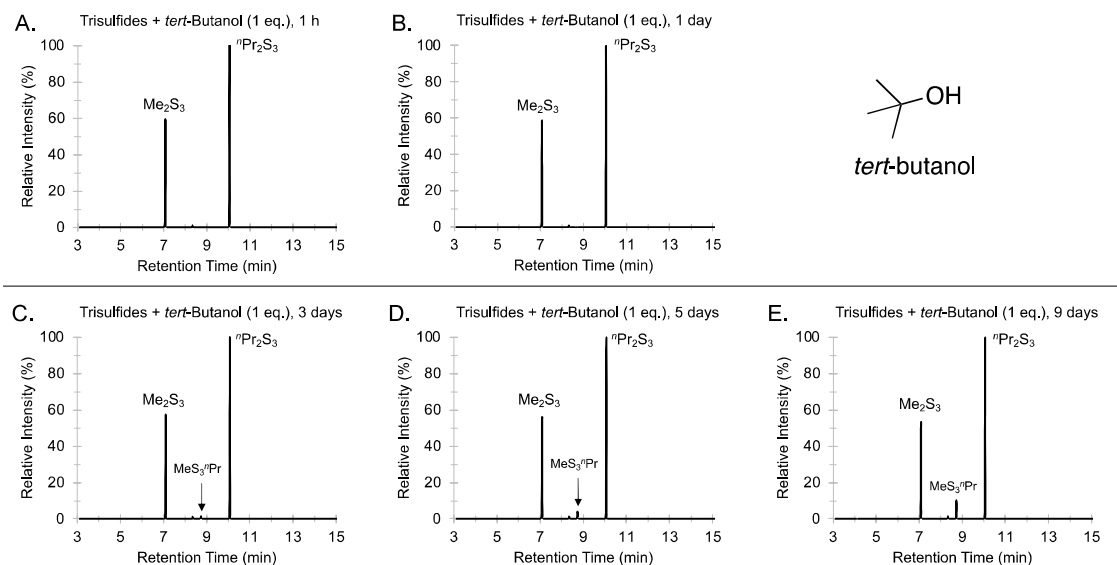 A. Trisulfides + tert-Butanol (1 eq.), 1 h
100
80
60
40
20
0
Relative Intensity (%)
Me₂S₃
ⁿPr₂S₃
3 5 7 9 11 13 15
Retention Time (min)
B. Trisulfides + tert-Butanol (1 eq.), 1 day
100
80
60
40
20
0
Relative Intensity (%)
Me₂S₃
ⁿPr₂S₃
3 5 7 9 11 13 15
Retention Time (min)
OH
tert-butanol
C. Trisulfides + tert-Butanol (1 eq.), 3 days
100
80
60
40
20
0
Relative Intensity (%)
Me₂S₃
MeS₃ⁿPr
ⁿPr₂S₃
3 5 7 9 11 13 15
Retention Time (min)
D. Trisulfides + tert-Butanol (1 eq.), 5 days
100
80
60
40
20
0
Relative Intensity (%)
Me₂S₃
MeS₃ⁿPr
ⁿPr₂S₃
3 5 7 9 11 13 15
Retention Time (min)
E. Trisulfides + tert-Butanol (1 eq.), 9 days
100
80
60
40
20
0
Relative Intensity (%)
Me₂S₃
MeS₃ⁿPr
ⁿPr₂S₃
3 5 7 9 11 13 15
Retention Time (min)